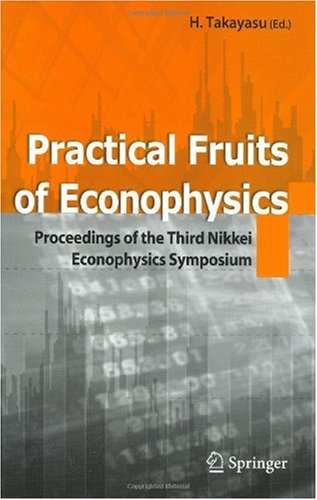 H. Takayasu (Ed.)
Practical Fruits
of Econophysics
Proceedings of the Third Nikkei
Econophysics Symposium
Springer